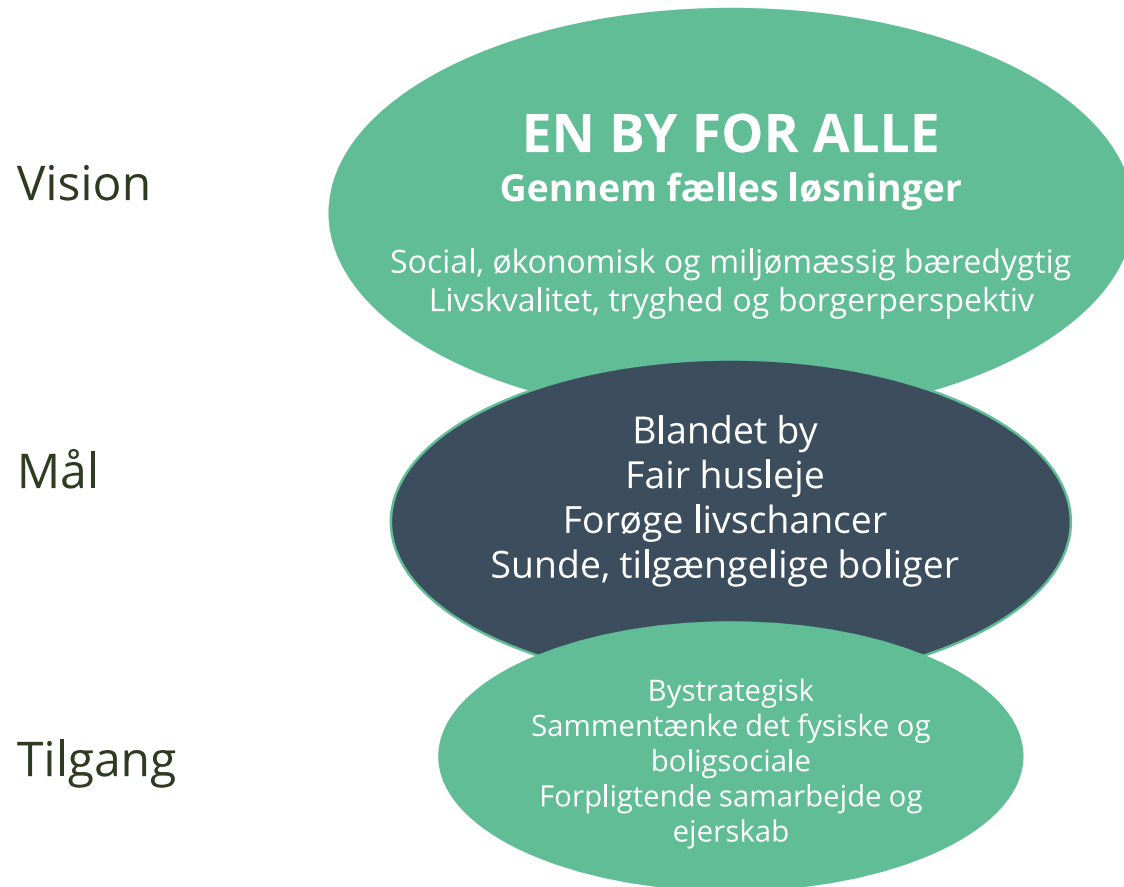 Vision
EN BY FOR ALLE
Gennem fælles løsninger
Social, økonomisk og miljømæssig bæredygtig
Livskvalitet, tryghed og borgerperspektiv
Mål
Blandet by
Fair husleje
Forøge livschancer
Sunde, tilgængelige boliger
Tilgang
Bystrategisk
Sammentænke det fysiske og
boligsociale
Forpligtende samarbejde og
ejerskab